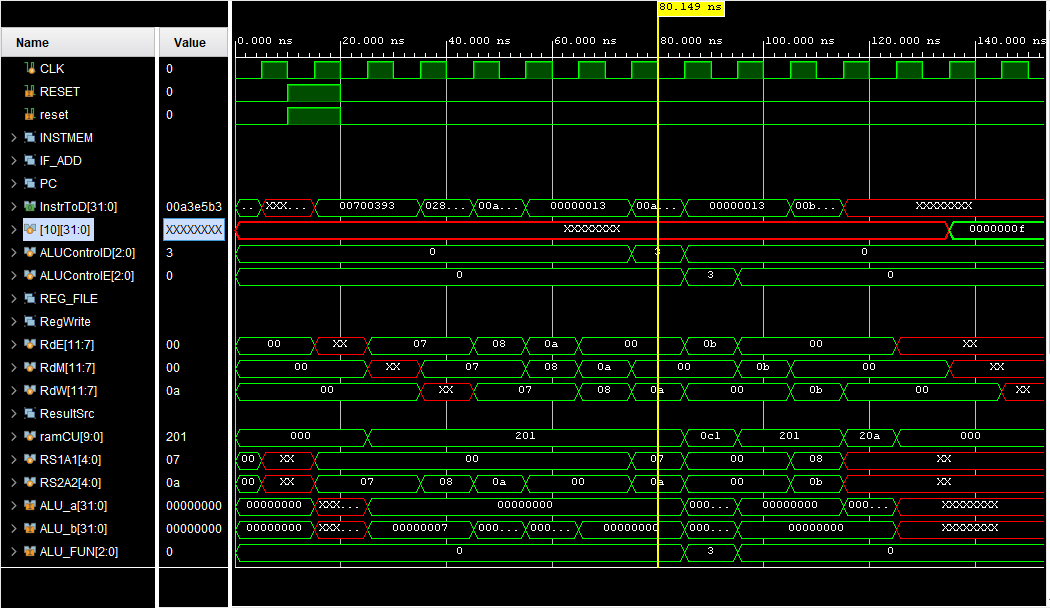 80.149 ns
Name Value 0.000 ns 20.000 ns 40.000 ns 60.000 ns 80.000 ns 100.000 ns 120.000 ns 140.000 ns
CLK 0
RESET 0
reset 0
INSTMEM
IF_ADD
PC
InstrToD[31:0] 00a3e5b3 .. XXX... 00700393 028... 00a... 00000013 00a... 00000013 00b... XXXXXXXX
[10][31:0] XXXXXXXX XXXXXXXX 0000000f
ALUControlD[2:0] 3 0 3 0
ALUControlE[2:0] 0 0 3 0
REG_FILE
RegWrite
RdE[11:7] 00 00 XX 07 08 0a 00 0b 00 XX
RdM[11:7] 00 00 XX 07 08 0a 00 0b 00 XX
RdW[11:7] 0a 00 XX 07 08 0a 00 0b 00 XX
ResultSrc
ramCU[9:0] 201 000 201 0c1 201 20a 000
RS1A1[4:0] 07 00 XX 00 07 00 08 XX
RS2A2[4:0] 0a 00 XX 07 08 0a 00 0a 00 0b XX
ALU_a[31:0] 00000000 00000000 XXX... 00000000 000... 00000000 000... XXXXXXXX
ALU_b[31:0] 00000000 00000000 XXX... 00000007 000... 000... 00000000 000... 00000000 XXXXXXXX
ALU_FUN[2:0] 0 0 3 0